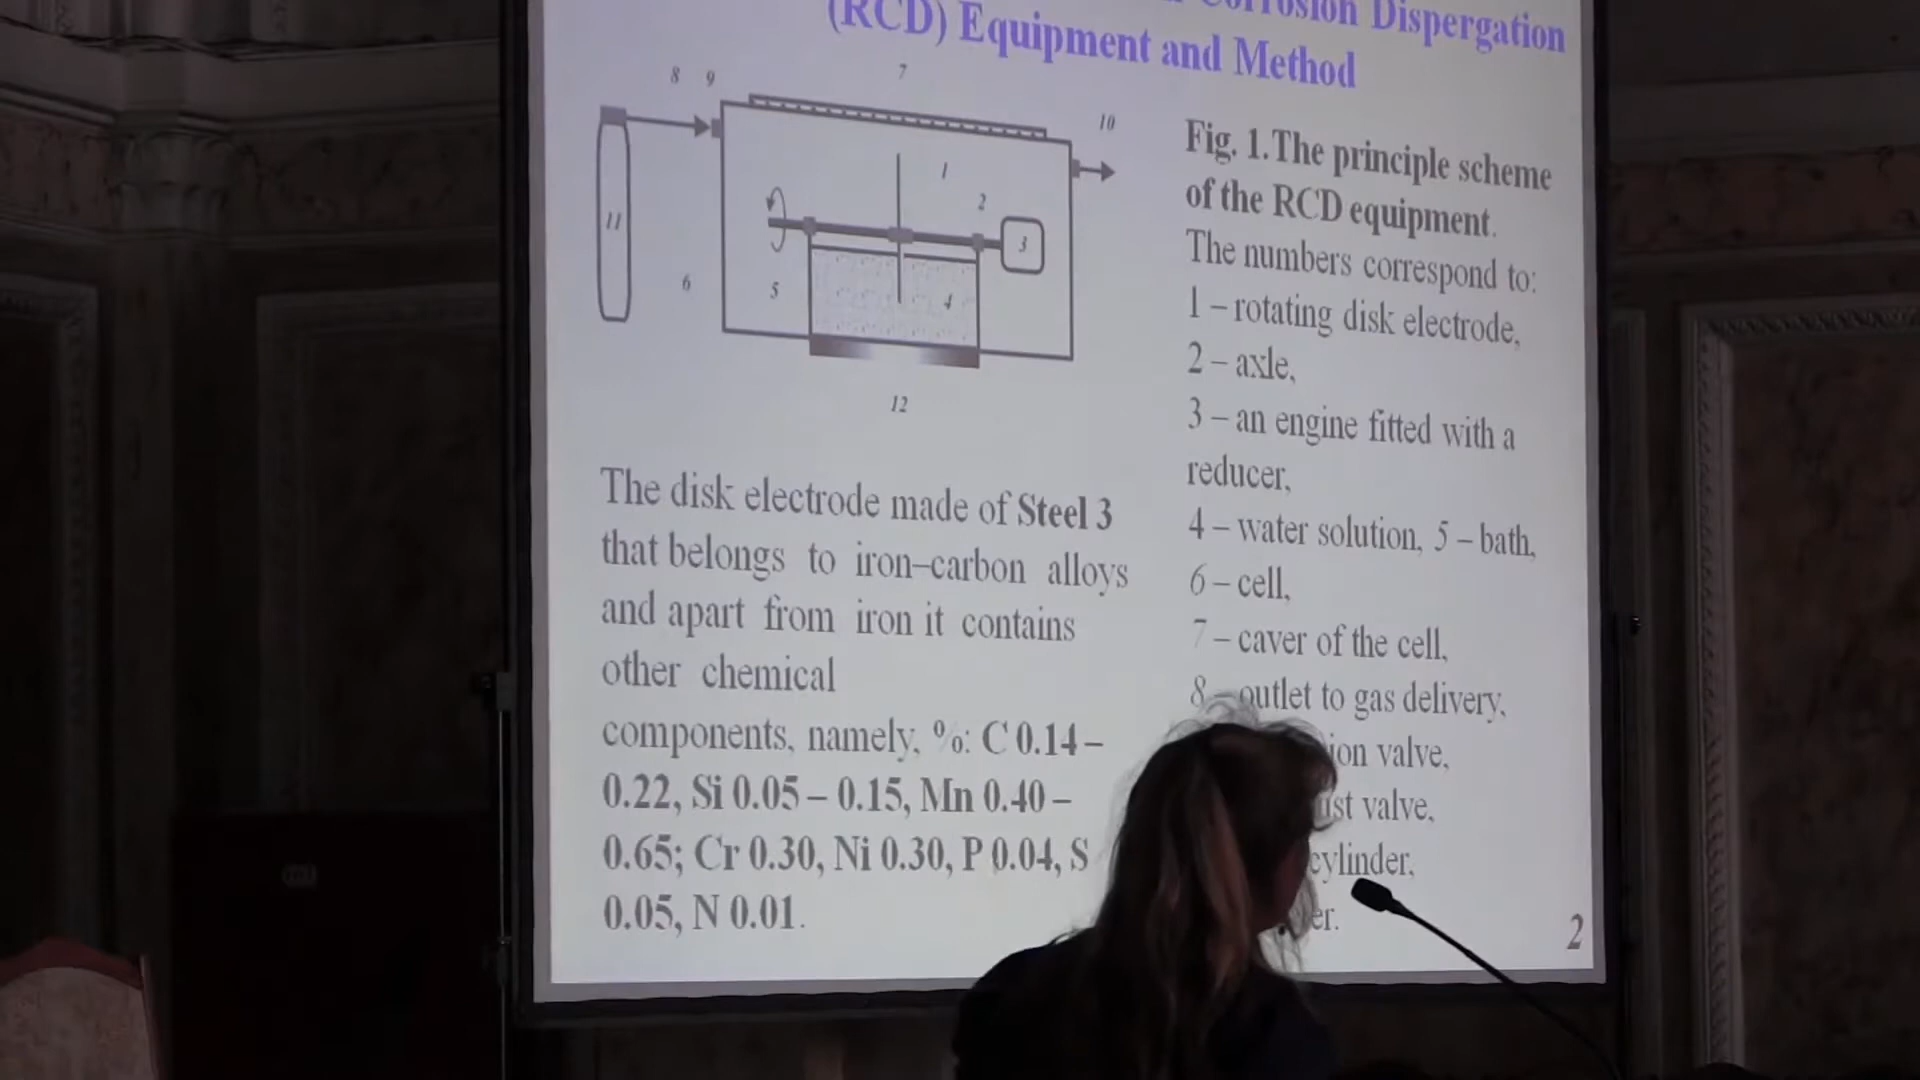 Corrosion Dispergation
(RCD) Equipment and Method
8 9 7 10
1 2 3
11
6 5 4
12
Fig. 1. The principle scheme
of the RCD equipment.
The numbers correspond to:
1 – rotating disk electrode,
2 – axle,
3 – an engine fitted with a
reducer,
4 – water solution, 5 – bath,
6 – cell,
7 – caver of the cell,
8 – outlet to gas delivery,
valve,
valve,
cylinder,
The disk electrode made of Steel 3
that belongs to iron–carbon alloys
and apart from iron it contains
other chemical
components, namely, %: C 0.14 –
0.22, Si 0.05 – 0.15, Mn 0.40 –
0.65; Cr 0.30, Ni 0.30, P 0.04, S
0.05, N 0.01.
2